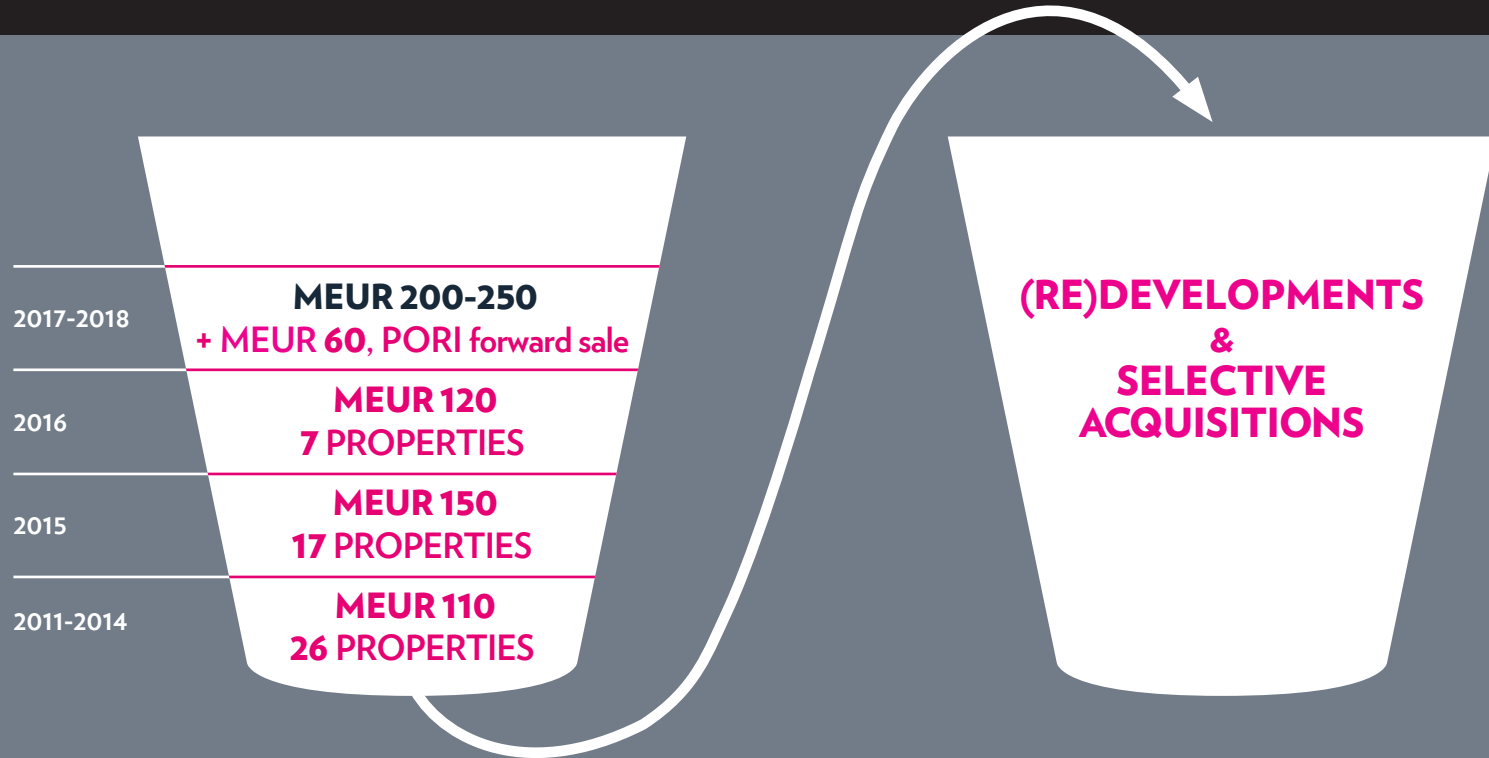 2017-2018
MEUR 200-250
+ MEUR 60, PORI forward sale
2016
MEUR 120
7 PROPERTIES
2015
MEUR 150
17 PROPERTIES
2011-2014
MEUR 110
26 PROPERTIES
(RE)DEVELOPMENTS
&
SELECTIVE
ACQUISITIONS